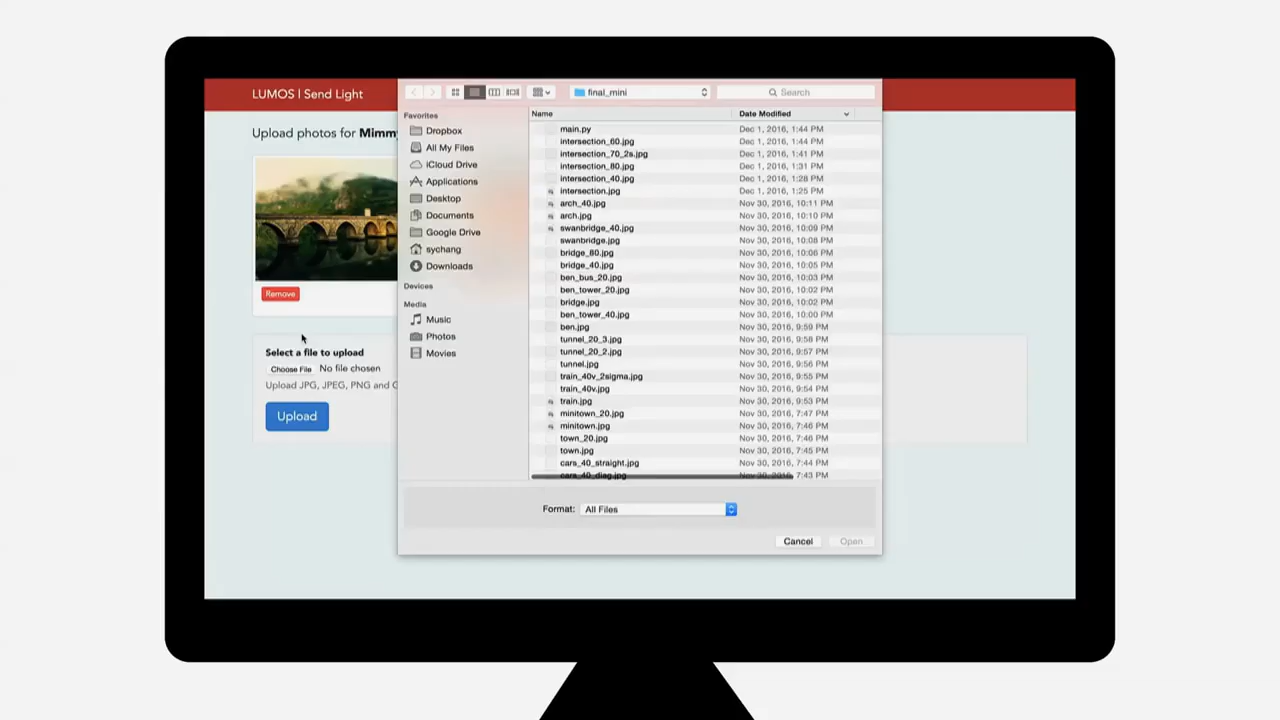 LUMOS | Send Light
Upload photos for Mimmy
Remove
Select a file to upload
Choose File No file chosen
Upload JPG, JPEG, PNG and
Upload
final_mini
Search
Favorites
Dropbox
All My Files
iCloud Drive
Applications
Desktop
Documents
Google Drive
sychang
Downloads
Devices
Media
Music
Photos
Movies
Name Date Modified
main.py Dec 1, 2016, 1:44 PM
intersection_60.jpg Dec 1, 2016, 1:44 PM
intersection_70_2s.jpg Dec 1, 2016, 1:41 PM
intersection_80.jpg Dec 1, 2016, 1:31 PM
intersection_40.jpg Dec 1, 2016, 1:28 PM
intersection.jpg Dec 1, 2016, 1:25 PM
arch_40.jpg Nov 30, 2016, 10:11 PM
arch.jpg Nov 30, 2016, 10:10 PM
swanbridge_40.jpg Nov 30, 2016, 10:09 PM
swanbridge.jpg Nov 30, 2016, 10:08 PM
bridge_80.jpg Nov 30, 2016, 10:06 PM
bridge_40.jpg Nov 30, 2016, 10:05 PM
ben_bus_20.jpg Nov 30, 2016, 10:03 PM
ben_tower_20.jpg Nov 30, 2016, 10:02 PM
bridge.jpg Nov 30, 2016, 10:02 PM
ben_tower_40.jpg Nov 30, 2016, 10:00 PM
ben.jpg Nov 30, 2016, 9:59 PM
tunnel_20_3.jpg Nov 30, 2016, 9:58 PM
tunnel_20_2.jpg Nov 30, 2016, 9:57 PM
tunnel.jpg Nov 30, 2016, 9:56 PM
train_40v_2sigma.jpg Nov 30, 2016, 9:55 PM
train_40v.jpg Nov 30, 2016, 9:54 PM
train.jpg Nov 30, 2016, 9:53 PM
minitown_20.jpg Nov 30, 2016, 7:47 PM
minitown.jpg Nov 30, 2016, 7:46 PM
town_20.jpg Nov 30, 2016, 7:46 PM
town.jpg Nov 30, 2016, 7:45 PM
cars_40_straight.jpg Nov 30, 2016, 7:44 PM
cars_40_diag.jpg Nov 30, 2016, 7:43 PM
Format: All Files
Cancel Open